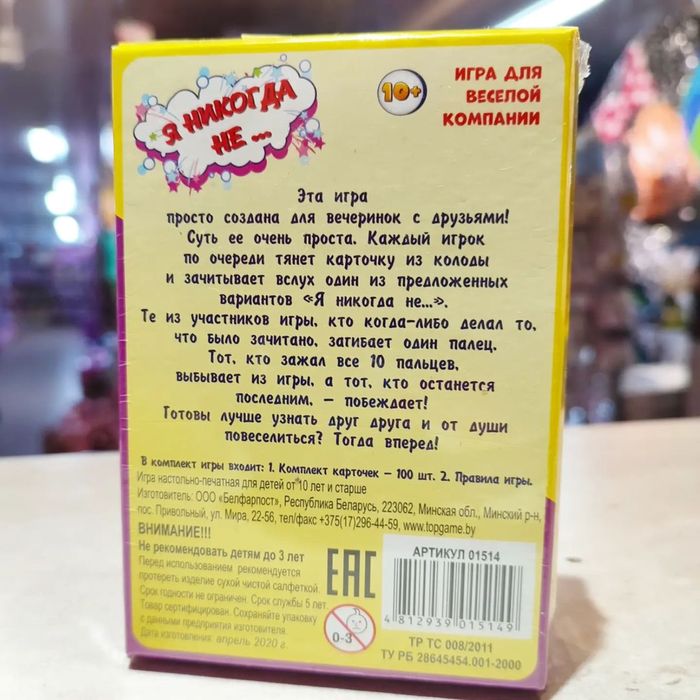 Я НИКОГДА
НЕ ...
10+
ИГРА ДЛЯ
ВЕСЕЛОЙ
КОМПАНИИ
Эта игра
просто создана для вечеринок с друзьями!
Суть ее очень проста. Каждый игрок
по очереди тянет карточку из колоды
и зачитывает вслух один из предложенных
вариантов «Я никогда не...».
Те из участников игры, кто когда-либо делал то,
что было зачитано, загибает один палец.
Тот, кто зажал все 10 пальцев,
выбывает из игры, а тот, кто останется
последним, – побеждает!
Готовы лучше узнать друг друга и от души
повеселиться? Тогда вперед!
В комплект игры входит: 1. Комплект карточек – 100 шт. 2. Правила игры.
Игра настольно-печатная для детей от 10 лет и старше
Изготовитель: ООО «Белфарпост», Республика Беларусь, 223062, Минская обл., Минский р-н,
пос. Привольный, ул. Мира, 22-56, тел/факс +375(17)296-44-59, www.topgame.by
ВНИМАНИЕ!!!
Не рекомендовать детям до 3 лет
Перед использованием рекомендуется
протереть изделие сухой чистой салфеткой.
Срок годности не ограничен. Срок службы 5 лет.
Товар сертифицирован. Сохраняйте упаковку
с данными предприятия изготовителя.
Дата изготовления: апрель 2020 г.
EAC
0-3
АРТИКУЛ 01514
4 812939 015149
ТР ТС 008/2011
ТУ РБ 28645454.001-2000